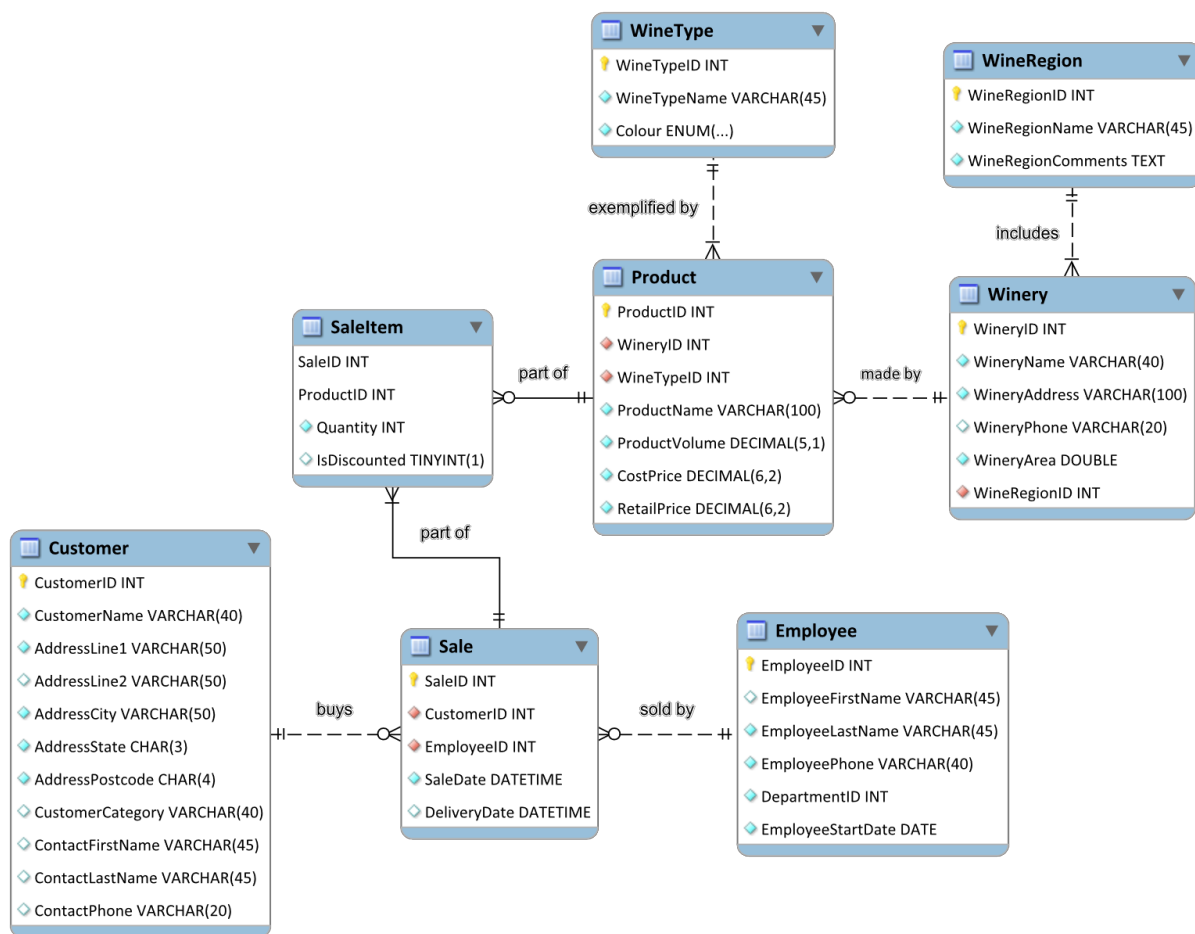 WineType
WineTypeID INT
WineTypeName VARCHAR(45)
Colour ENUM(...)
WineRegion
WineRegionID INT
WineRegionName VARCHAR(45)
WineRegionComments TEXT
exemplified by
includes
Product
ProductID INT
WineryID INT
WineTypeID INT
ProductName VARCHAR(100)
ProductVolume DECIMAL(5,1)
CostPrice DECIMAL(6,2)
RetailPrice DECIMAL(6,2)
Winery
WineryID INT
WineryName VARCHAR(40)
WineryAddress VARCHAR(100)
WineryPhone VARCHAR(20)
WineryArea DOUBLE
WineRegionID INT
SaleItem
SaleID INT
ProductID INT
Quantity INT
IsDiscounted TINYINT(1)
part of
made by
part of
Customer
CustomerID INT
CustomerName VARCHAR(40)
AddressLine1 VARCHAR(50)
AddressLine2 VARCHAR(50)
AddressCity VARCHAR(50)
AddressState CHAR(3)
AddressPostcode CHAR(4)
CustomerCategory VARCHAR(40)
ContactFirstName VARCHAR(45)
ContactLastName VARCHAR(45)
ContactPhone VARCHAR(20)
buys
Sale
SaleID INT
CustomerID INT
EmployeeID INT
SaleDate DATETIME
DeliveryDate DATETIME
sold by
Employee
EmployeeID INT
EmployeeFirstName VARCHAR(45)
EmployeeLastName VARCHAR(45)
EmployeePhone VARCHAR(40)
DepartmentID INT
EmployeeStartDate DATE